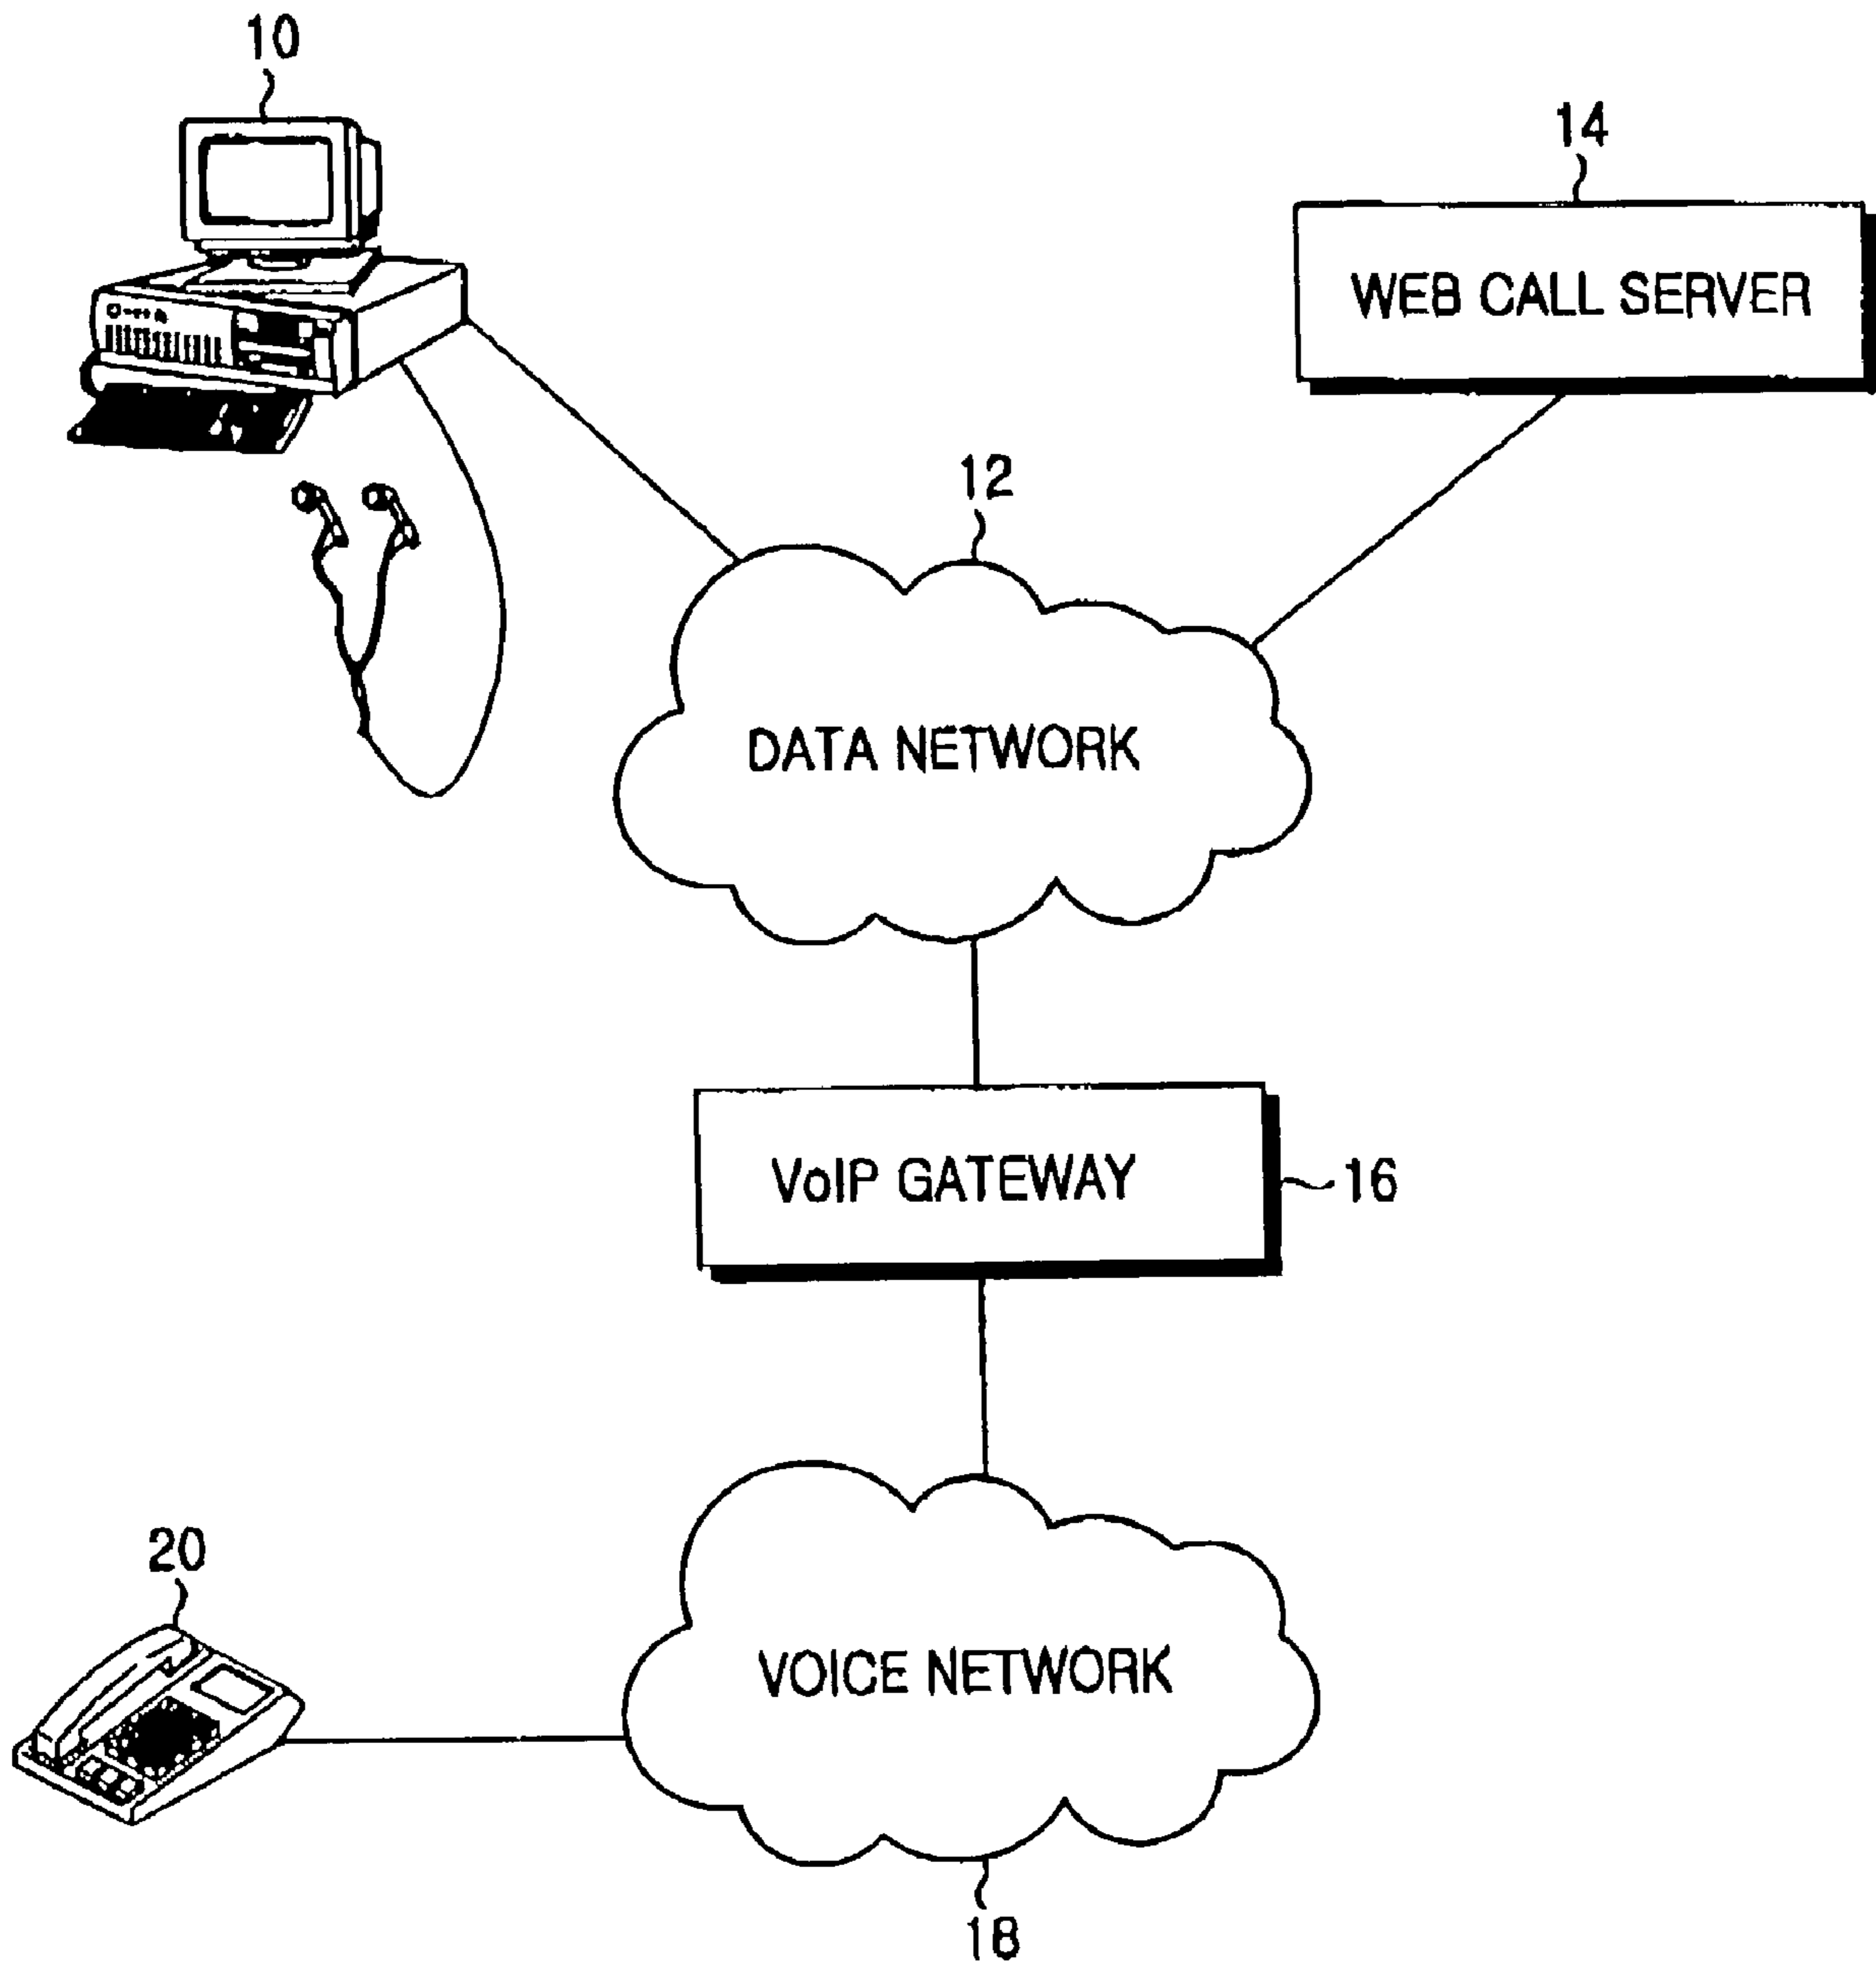 10
14
WEB CALL SERVER
12
DATA NETWORK
VoIP GATEWAY
16
20
VOICE NETWORK
18